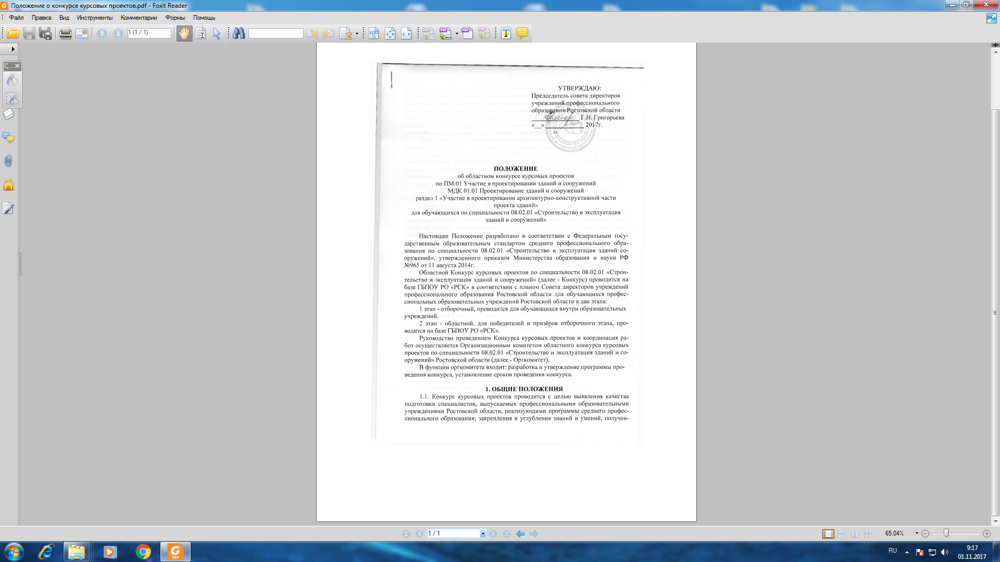 Положение о конкурсе курсовых проектов.pdf - Foxit Reader
Файл Правка Вид Инструменты Комментарии Формы Помощь
1 (1 / 1)
С...
УТВЕРЖДАЮ:
Председатель совета директоров
учреждений профессионального
образования Ростовской области
Г.Н. Григорьева
«__» ____________ 2017г.
ПОЛОЖЕНИЕ
об областном конкурсе курсовых проектов
по ПМ.01 Участие в проектировании зданий и сооружений
МДК 01.01 Проектирование зданий и сооружений
раздел 1 «Участие в проектировании архитектурно-конструктивной части
проекта зданий»
для обучающихся по специальности 08.02.01 «Строительство и эксплуатация
зданий и сооружений»
Настоящее Положение разработано в соответствии с Федеральным госу-
дарственным образовательным стандартом среднего профессионального обра-
зования по специальности 08.02.01 «Строительство и эксплуатация зданий со-
оружений», утвержденного приказом Министерства образования и науки РФ
№965 от 11 августа 2014г.
Областной Конкурс курсовых проектов по специальности 08.02.01 «Строи-
тельство и эксплуатация зданий и сооружений» (далее - Конкурс) проводится на
базе ГБПОУ РО «РСК» в соответствии с планом Совета директоров учреждений
профессионального образования Ростовской области для обучающихся профес-
сиональных образовательных учреждений Ростовской области в два этапа:
1 этап - отборочный, проводится для обучающихся внутри образовательных
учреждений.
2 этап - областной, для победителей и призёров отборочного этапа, про-
водится на базе ГБПОУ РО «РСК».
Руководство проведением Конкурса курсовых проектов и координация ра-
бот осуществляется Организационным комитетом областного конкурса курсовых
проектов по специальности 08.02.01 «Строительство и эксплуатация зданий и со-
оружений» Ростовской области (далее - Оргкомитет).
В функции оргкомитета входит: разработка и утверждение программы про-
ведения конкурса, установление сроков проведения конкурса.
1. ОБЩИЕ ПОЛОЖЕНИЯ
1.1. Конкурс курсовых проектов проводится с целью выявления качества
подготовки специалистов, выпускаемых профессиональными образовательными
учреждениями Ростовской области, реализующими программы среднего профес-
сионального образования; закрепления и углубления знаний и умений, получен-
1 / 1
65.04%
RU
9:17
01.11.2017